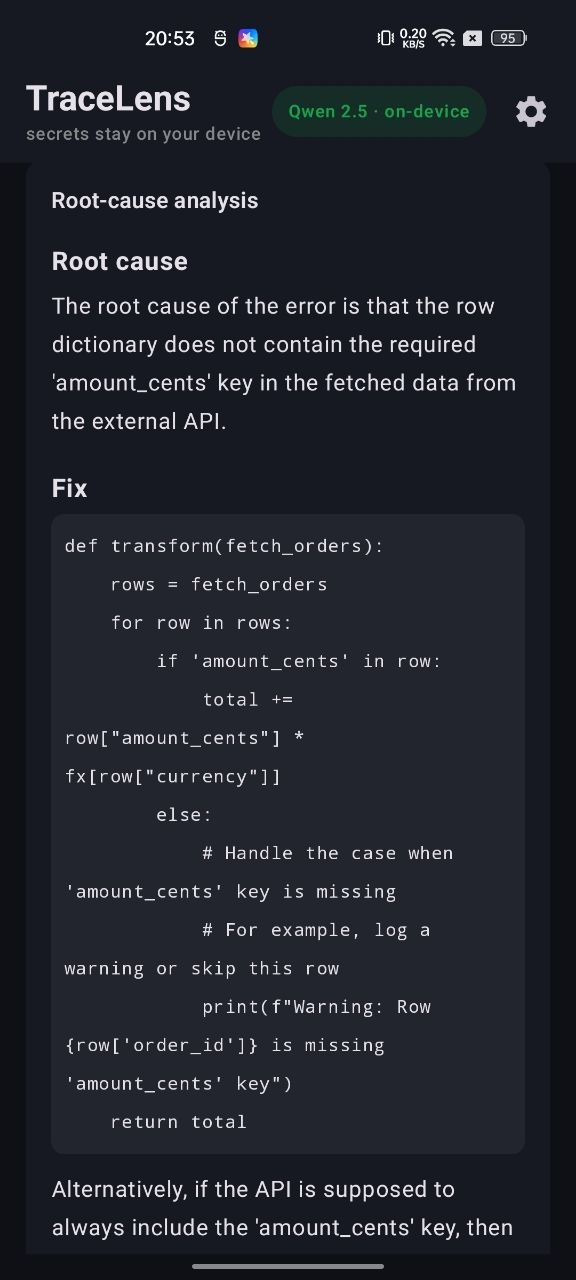 20:53
0.20
KB/S
95
TraceLens
Qwen 2.5 · on-device
secrets stay on your device
Root-cause analysis
Root cause
The root cause of the error is that the row
dictionary does not contain the required
'amount_cents' key in the fetched data from
the external API.
Fix
def transform(fetch_orders):
    rows = fetch_orders
    for row in rows:
        if 'amount_cents' in row:
            total +=
row["amount_cents"] *
fx[row["currency"]]
        else:
            # Handle the case when
'amount_cents' key is missing
            # For example, log a
warning or skip this row
            print(f"Warning: Row
{row['order_id']} is missing
'amount_cents' key")
    return total
Alternatively, if the API is supposed to
always include the 'amount_cents' key, then